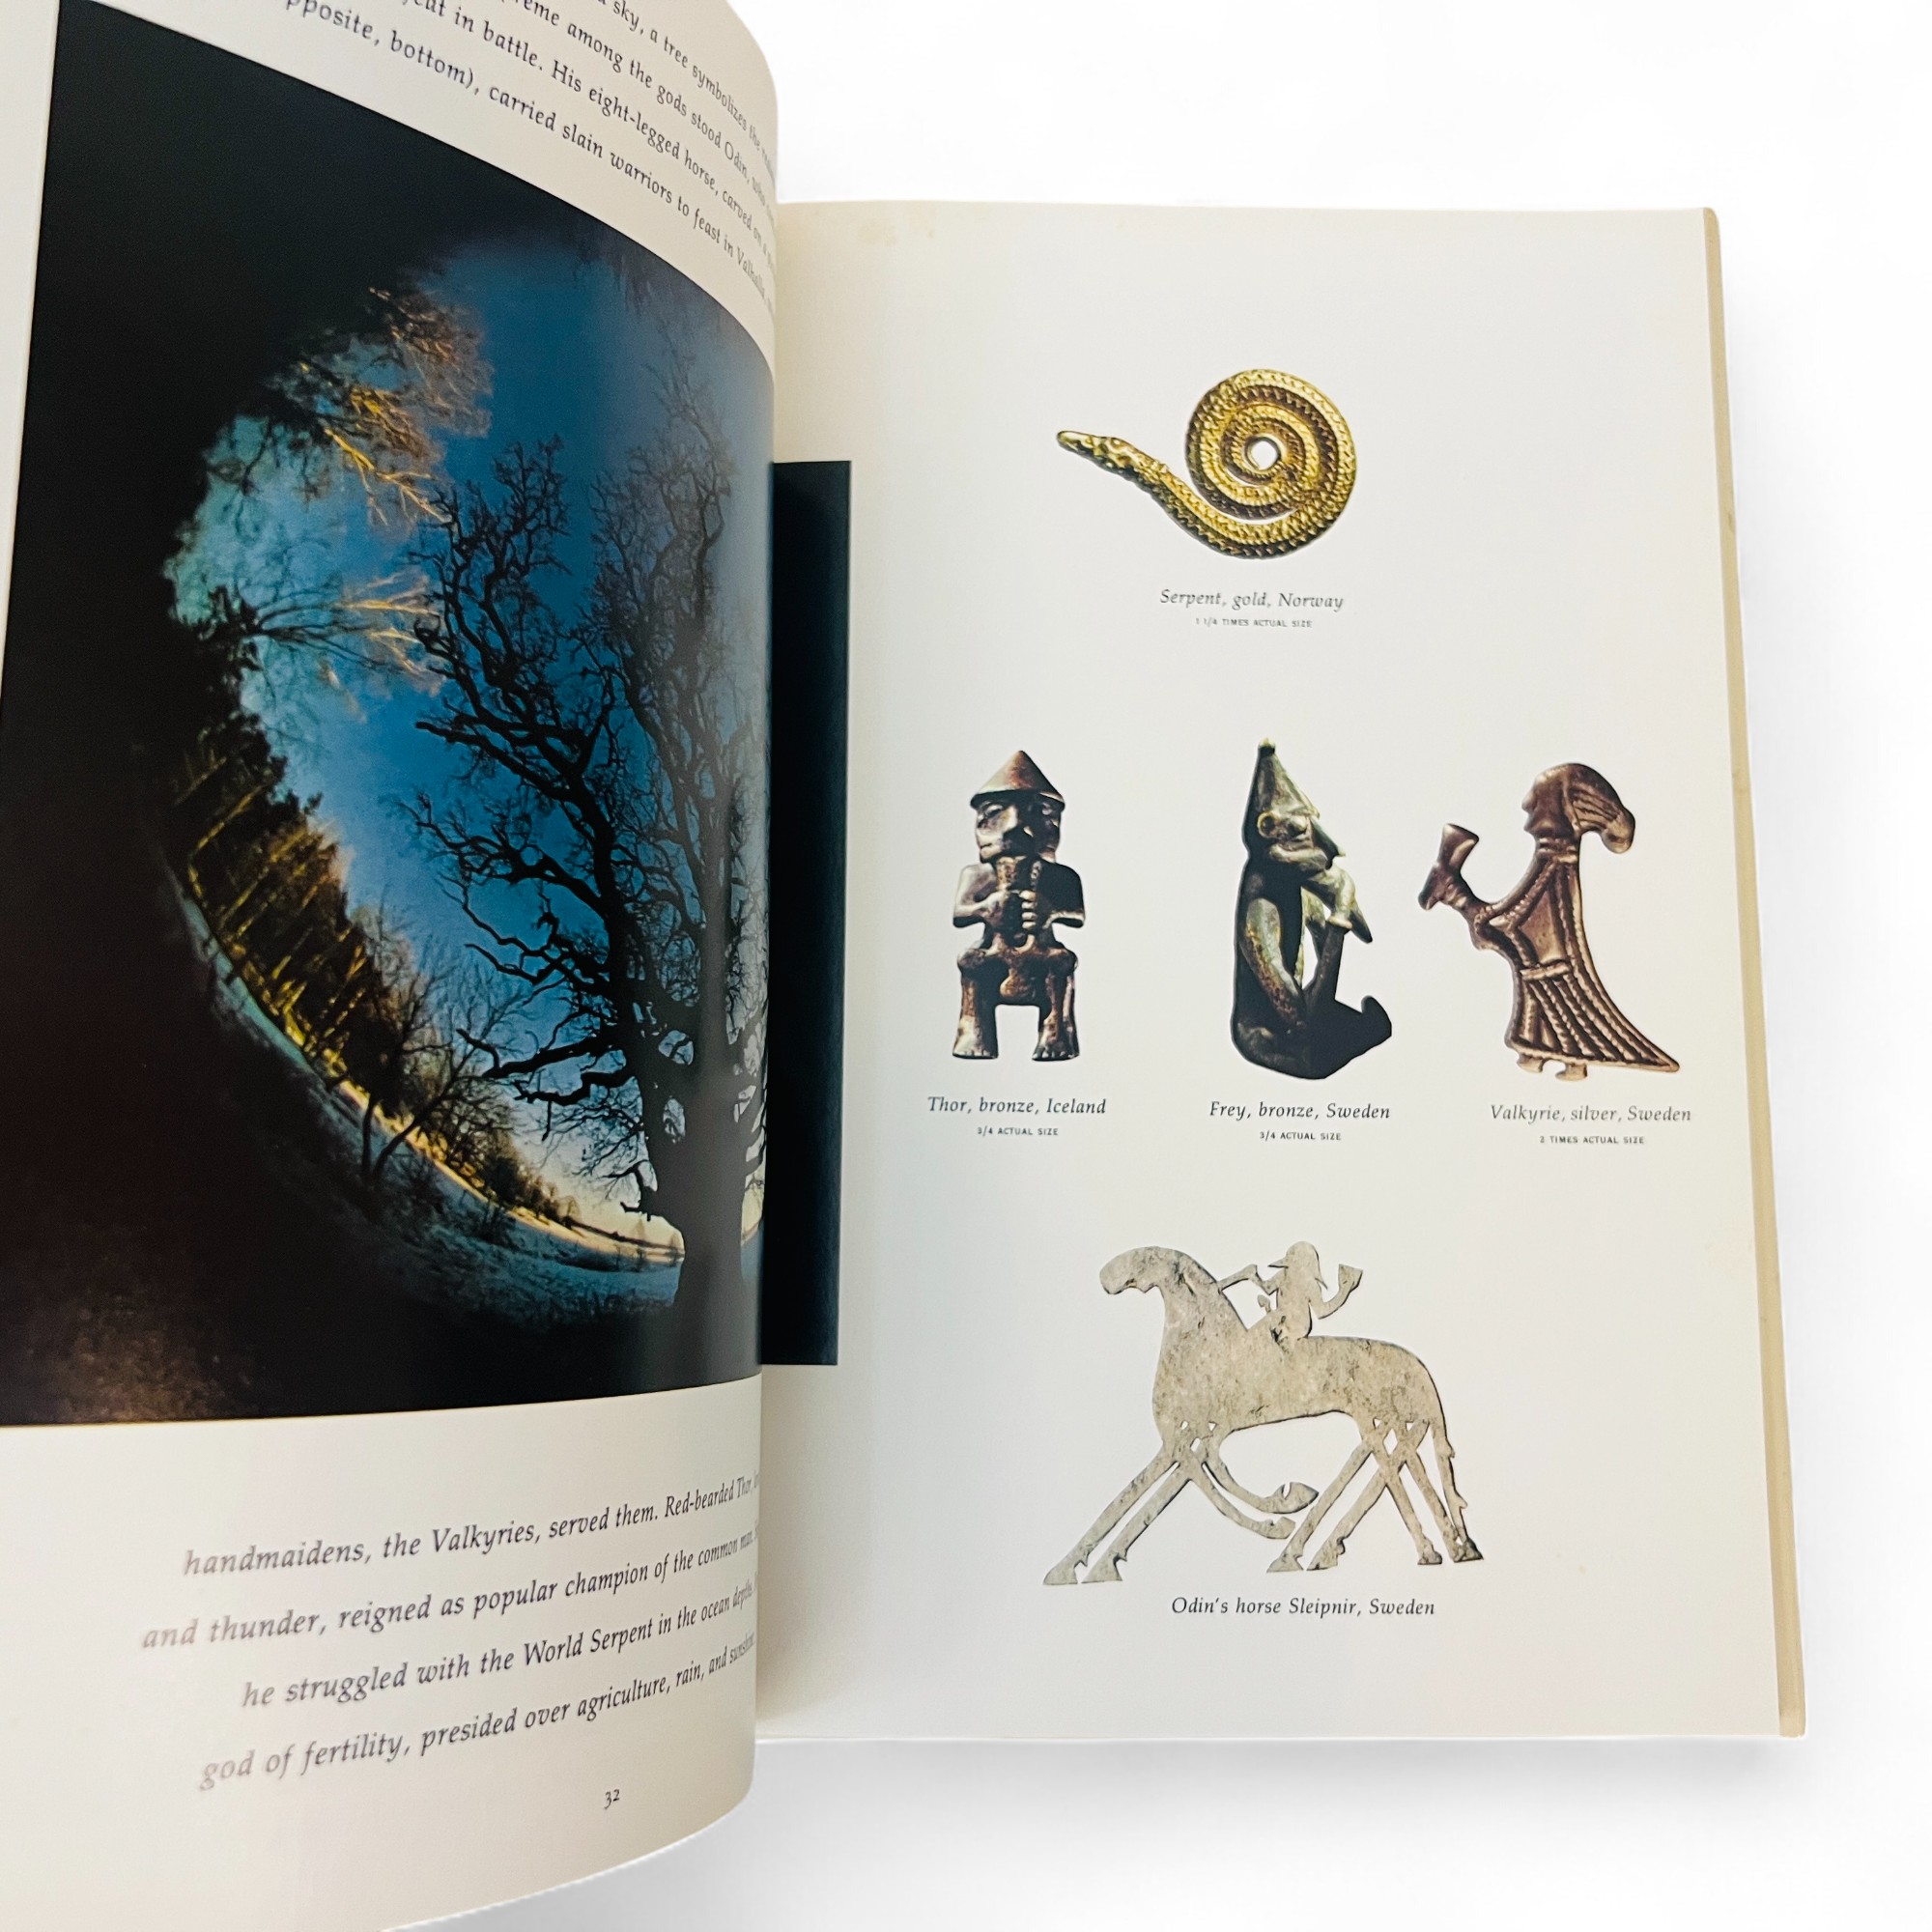 sky, a tree symbolizes the
among the gods stood Odin, who
in battle. His eight-legged horse, carved on a
bottom), carried slain warriors to feast in Valhalla
handmaidens, the Valkyries, served them. Red-bearded Thor,
and thunder, reigned as popular champion of the common man.
he struggled with the World Serpent in the ocean depths,
god of fertility, presided over agriculture, rain, and sunshine
32
Serpent, gold, Norway
1 1/4 TIMES ACTUAL SIZE
Thor, bronze, Iceland
3/4 ACTUAL SIZE
Frey, bronze, Sweden
3/4 ACTUAL SIZE
Valkyrie, silver, Sweden
2 TIMES ACTUAL SIZE
Odin's horse Sleipnir, Sweden